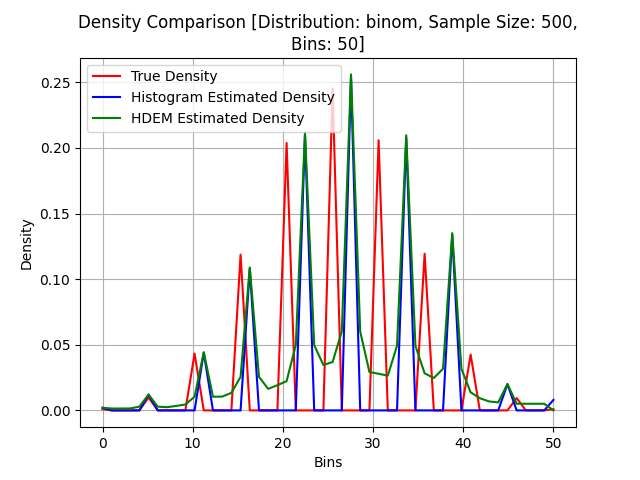 Density Comparison [Distribution: binom, Sample Size: 500,
Bins: 50]
True Density
Histogram Estimated Density
HDEM Estimated Density
Density
0.25
0.20
0.15
0.10
0.05
0.00
0 10 20 30 40 50
Bins